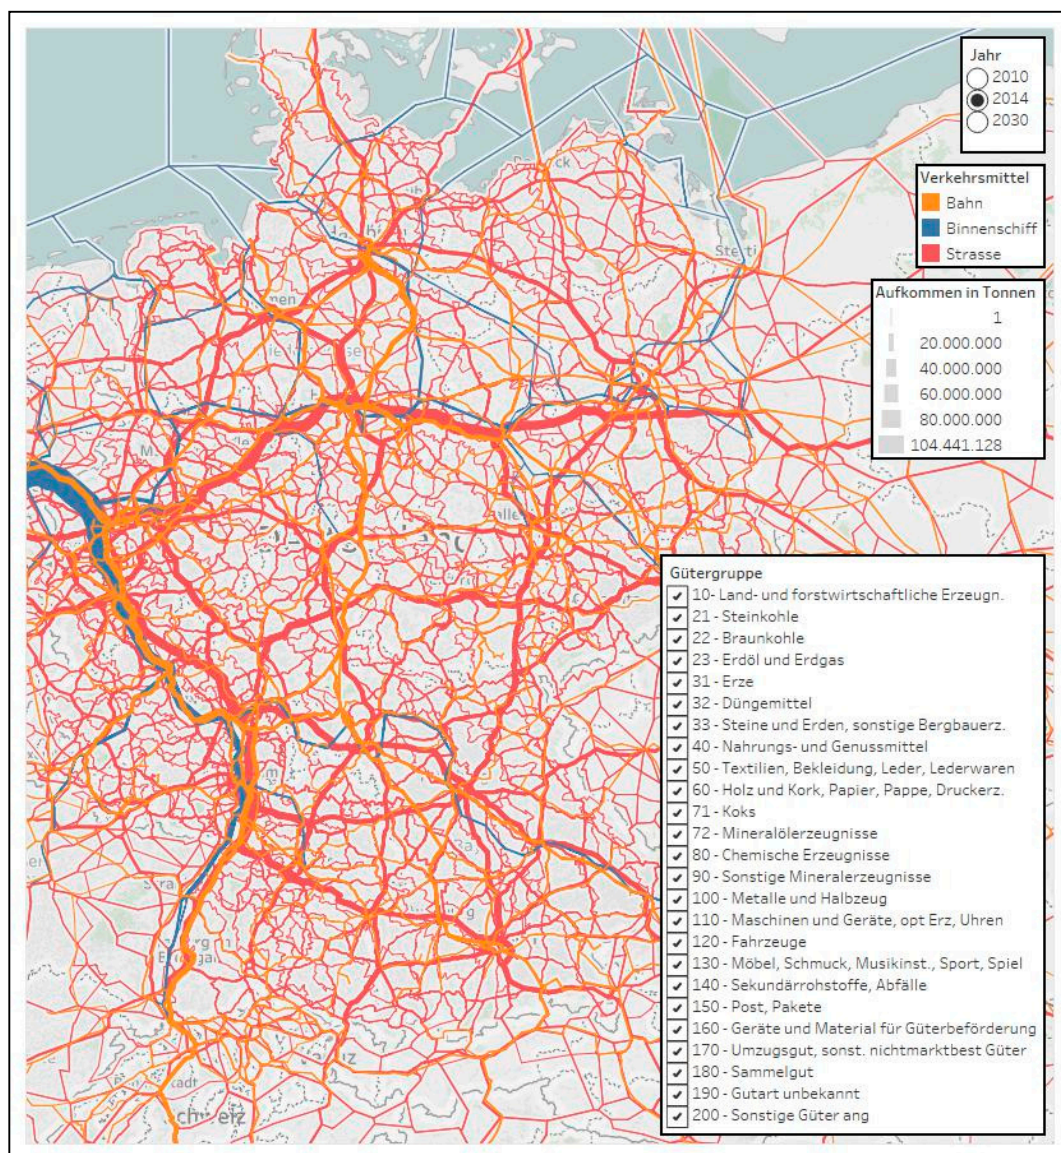 Jahr
2010
2014
2030
Verkehrsmittel
Bahn
Binnenschiff
Strasse
Aufkommen in Tonnen
1
20.000.000
40.000.000
60.000.000
80.000.000
104.441.128
Gütergruppe
10- Land- und forstwirtschaftliche Erzeugn.
21 - Steinkohle
22 - Braunkohle
23 - Erdöl und Erdgas
31 - Erze
32 - Düngemittel
33 - Steine und Erden, sonstige Bergbauerz.
40 - Nahrungs- und Genussmittel
50 - Textilien, Bekleidung, Leder, Lederwaren
60 - Holz und Kork, Papier, Pappe, Druckerz.
71 - Koks
72 - Mineralölerzeugnisse
80 - Chemische Erzeugnisse
90 - Sonstige Mineralerzeugnisse
100 - Metalle und Halbzeug
110 - Maschinen und Geräte, opt Erz, Uhren
120 - Fahrzeuge
130 - Möbel, Schmuck, Musikinst., Sport, Spiel
140 - Sekundärrohstoffe, Abfälle
150 - Post, Pakete
160 - Geräte und Material für Güterbeförderung
170 - Umzugsgut, sonst. nichtmarktbest Güter
180 - Sammelgut
190 - Gutart unbekannt
200 - Sonstige Güter ang